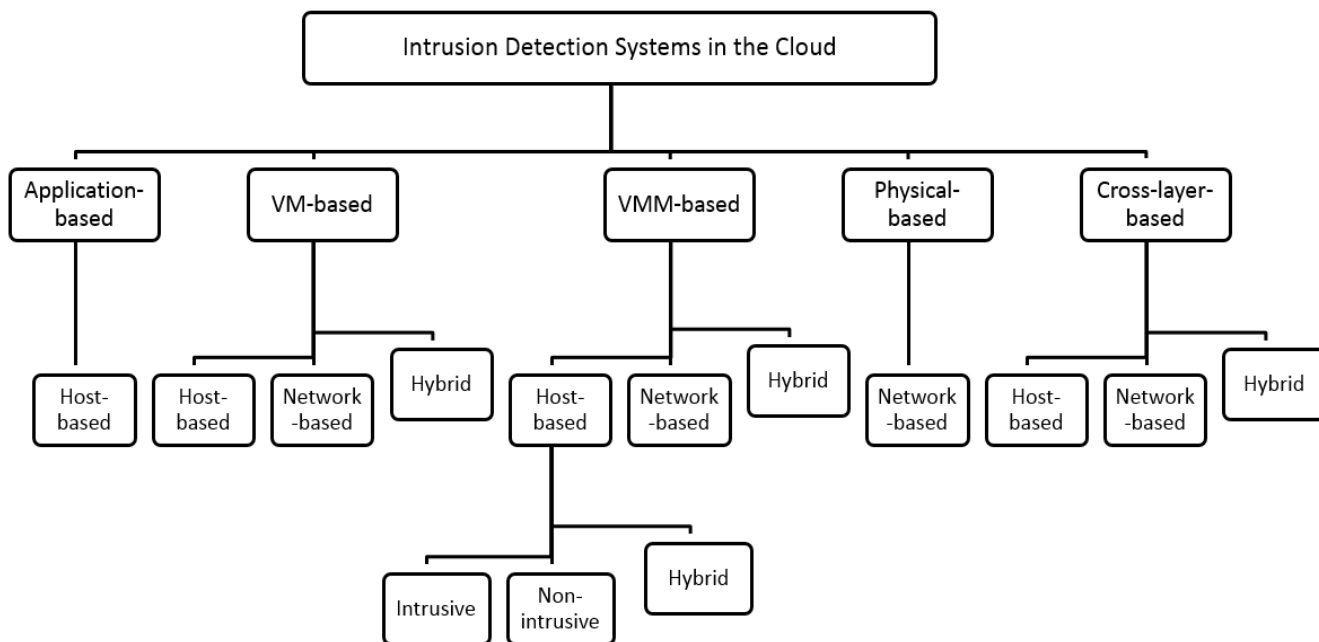 Intrusion Detection Systems in the Cloud
Application-
based
VM-based
VMM-based
Physical-
based
Cross-layer-
based
Host-
based
Host-
based
Network
-based
Hybrid
Host-
based
Network
-based
Hybrid
Network
-based
Host-
based
Network
-based
Hybrid
Intrusive
Non-
intrusive
Hybrid